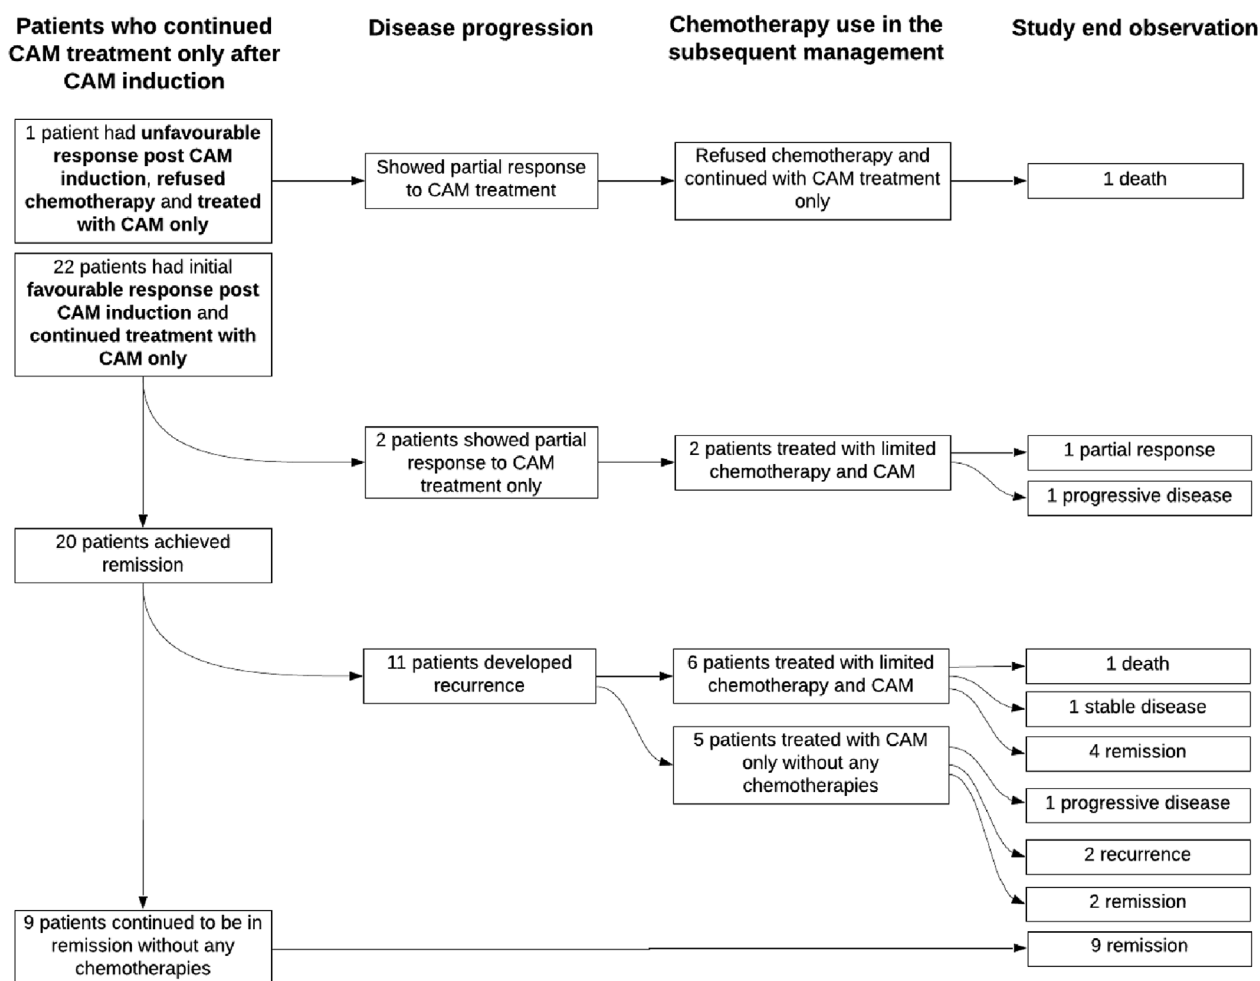 Patients who continued
CAM treatment only after
CAM induction
Disease progression
Chemotherapy use in the
subsequent management
Study end observation
1 patient had unfavourable
response post CAM
induction, refused
chemotherapy and treated
with CAM only
Showed partial response
to CAM treatment
Refused chemotherapy and
continued with CAM treatment
only
1 death
22 patients had initial
favourable response post
CAM induction and
continued treatment with
CAM only
2 patients showed partial
response to CAM
treatment only
2 patients treated with limited
chemotherapy and CAM
1 partial response
1 progressive disease
20 patients achieved
remission
11 patients developed
recurrence
6 patients treated with limited
chemotherapy and CAM
1 death
1 stable disease
4 remission
5 patients treated with CAM
only without any
chemotherapies
1 progressive disease
2 recurrence
2 remission
9 patients continued to be in
remission without any
chemotherapies
9 remission